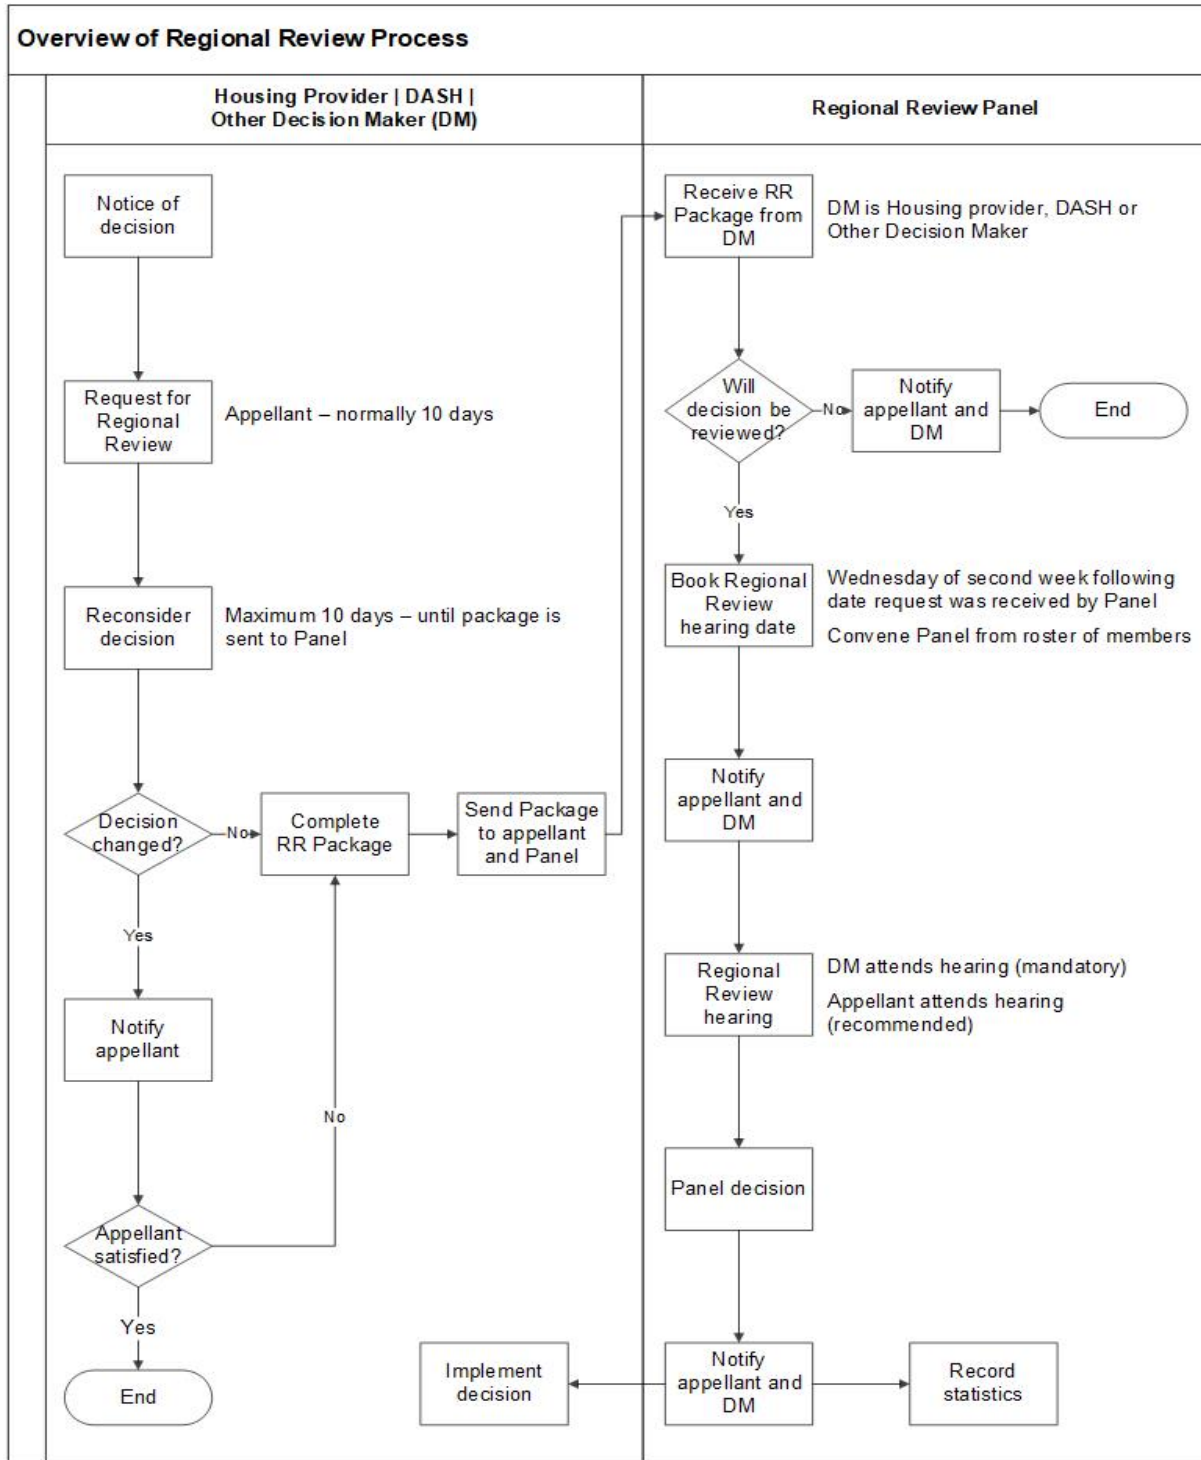 Overview of Regional Review Process
Housing Provider | DASH |
Other Decision Maker (DM)
Notice of
decision
Request for
Regional
Review
Appellant – normally 10 days
Reconsider
decision
Maximum 10 days – until package is
sent to Panel
Decision
changed?
No
Complete
RR Package
Send Package
to appellant
and Panel
Yes
Notify
appellant
No
Appellant
satisfied?
Yes
End
Implement
decision
Regional Review Panel
Receive RR
Package from
DM
DM is Housing provider, DASH or
Other Decision Maker
Will
decision be
reviewed?
No
Notify
appellant and
DM
End
Yes
Book Regional
Review
hearing date
Wednesday of second week following
date request was received by Panel
Convene Panel from roster of members
Notify
appellant and
DM
Regional
Review
hearing
DM attends hearing (mandatory)
Appellant attends hearing
(recommended)
Panel decision
Notify
appellant and
DM
Record
statistics